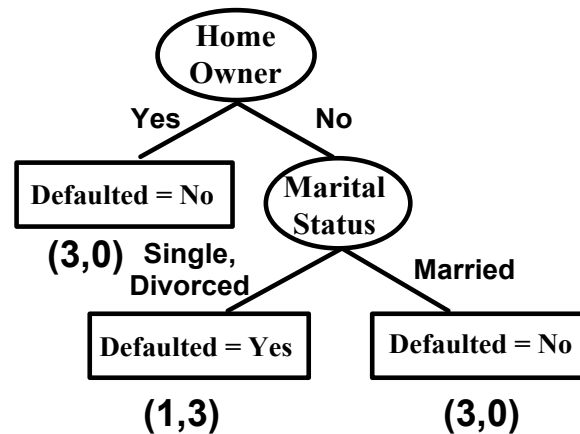 Home
Owner
Yes
No
Defaulted = No
Marital
Status
(3,0)
Single,
Divorced
Married
Defaulted = Yes
Defaulted = No
(1,3)
(3,0)